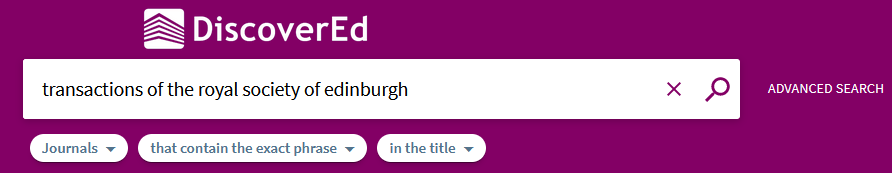 DiscoverEd
transactions of the royal society of edinburgh
ADVANCED SEARCH
Journals
that contain the exact phrase
in the title